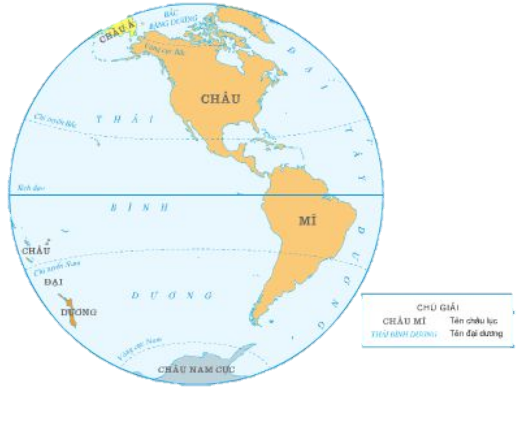 BẮC
BĂNG DƯƠNG
CHÂU Á
Vòng cực Bắc
ĐẠI
CHÂU
Chí tuyến Bắc
THÁI
TÂY
Xích đạo
BÌNH
MĨ
DƯƠNG
CHÂU
Chí tuyến Nam
ĐẠI
DƯƠNG
DƯƠNG
Vòng cực Nam
CHÂU NAM CỰC
CHÚ GIẢI
CHÂU MĨ Tên châu lục
THÁI BÌNH DƯƠNG Tên đại dương